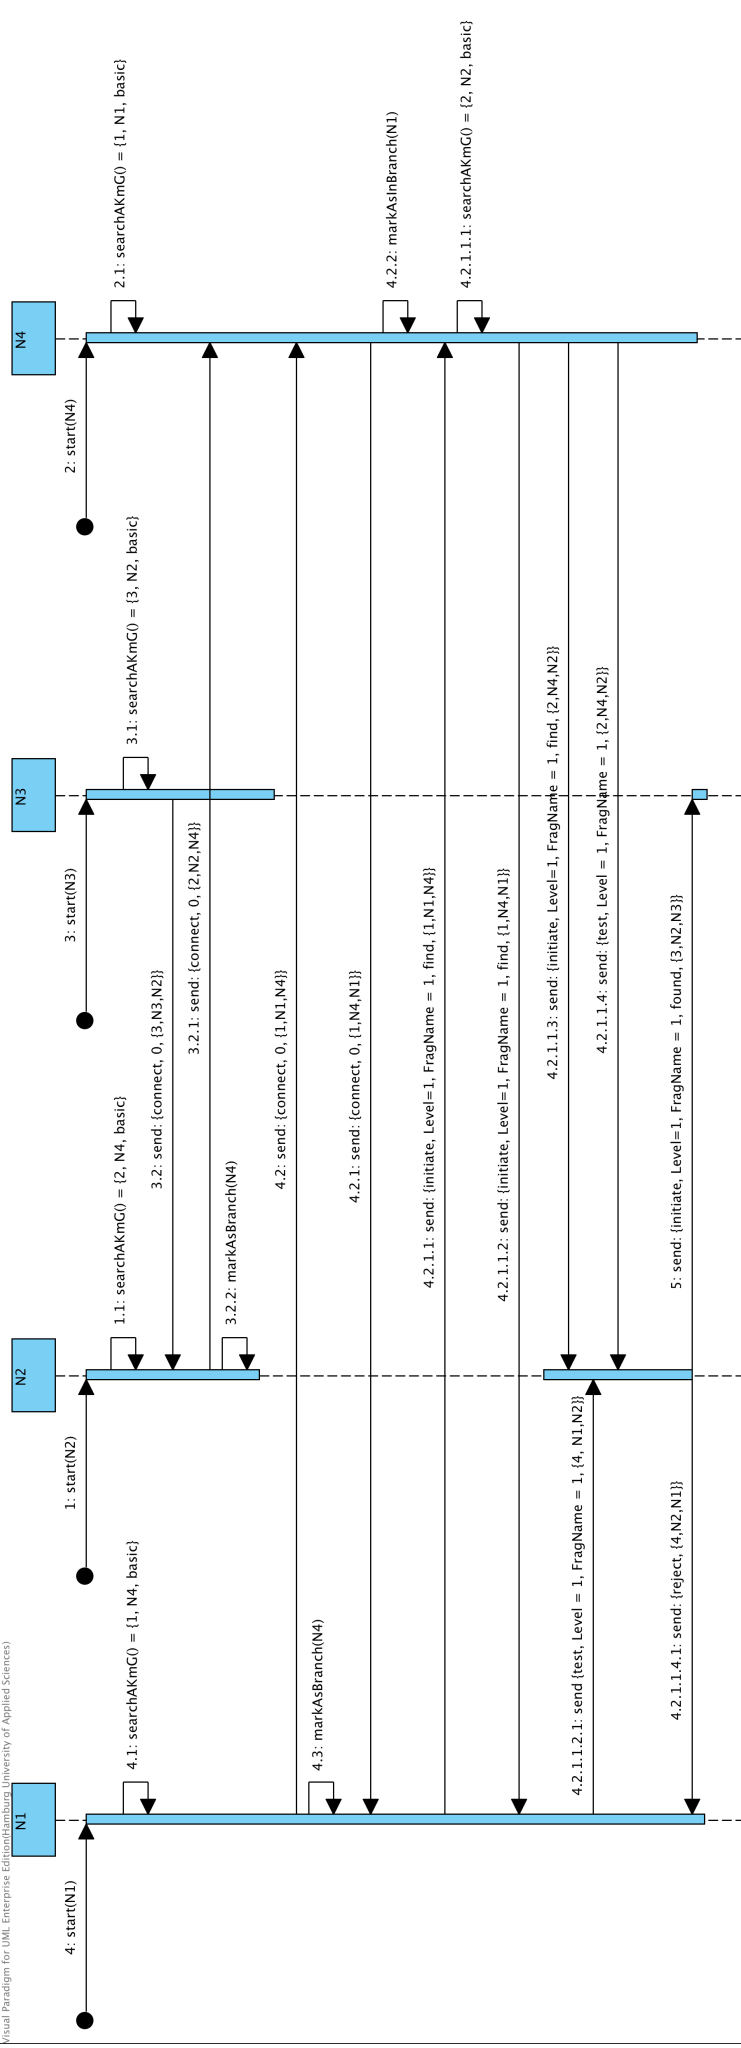 Visual Paradigm for UML Enterprise Edition(Hamburg University of Applied Sciences)
N1
N2
N3
N4
4: start(N1)
1: start(N2)
3: start(N3)
2: start(N4)
1.1: searchAKmG() = {2, N4, basic}
2.1: searchAKmG() = {1, N1, basic}
4.1: searchAKmG() = {1, N4, basic}
3.1: searchAKmG() = {3, N2, basic}
3.2: send: {connect, 0, {3,N3,N2}}
3.2.1: send: {connect, 0, {2,N2,N4}}
3.2.2: markAsBranch(N4)
4.2: send: {connect, 0, {1,N1,N4}}
4.3: markAsBranch(N4)
4.2.1: send: {connect, 0, {1,N4,N1}}
4.2.2: markAsInBranch(N1)
4.2.1.1: send: {initiate, Level=1, FragName = 1, find, {1,N1,N4}}
4.2.1.1.1: searchAKmG() = {2, N2, basic}
4.2.1.1.2: send: {initiate, Level=1, FragName = 1, find, {1,N4,N1}}
4.2.1.1.3: send: {initiate, Level=1, FragName = 1, find, {2,N4,N2}}
4.2.1.1.2.1: send {test, Level = 1, FragName = 1, {4, N1,N2}}
4.2.1.1.4: send: {test, Level = 1, FragName = 1, {2,N4,N2}}
4.2.1.1.4.1: send: {reject, {4,N2,N1}}
5: send: {initiate, Level=1, FragName = 1, found, {3,N2,N3}}